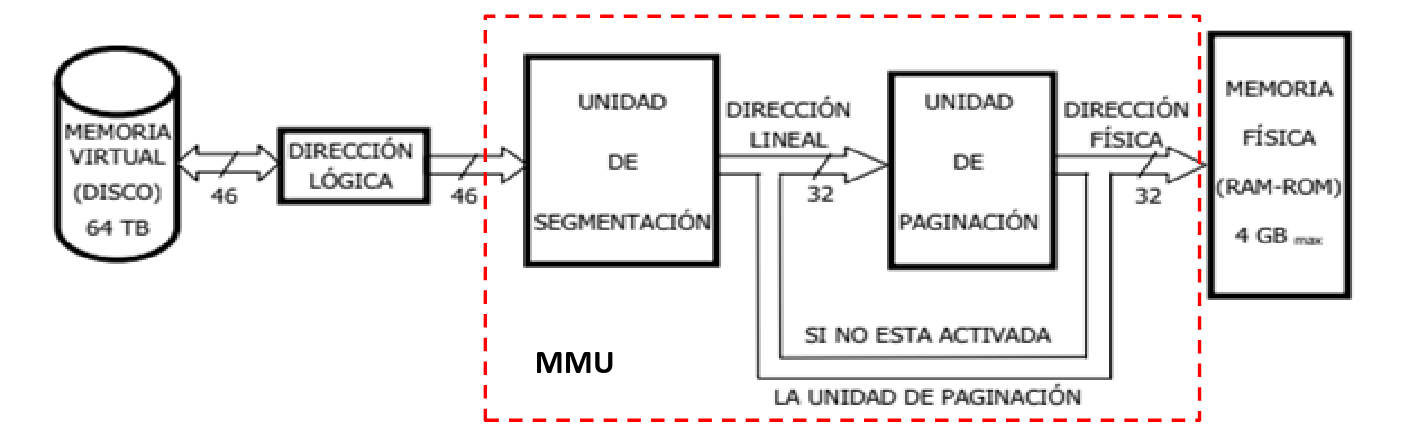 MEMORIA
VIRTUAL
(DISCO)
64 TB
46
DIRECCIÓN
LÓGICA
46
UNIDAD
DE
SEGMENTACIÓN
DIRECCIÓN
LINEAL
32
UNIDAD
DE
PAGINACIÓN
DIRECCIÓN
FÍSICA
32
MEMORIA
FÍSICA
(RAM-ROM)
4 GB max
SI NO ESTA ACTIVADA
LA UNIDAD DE PAGINACIÓN
MMU